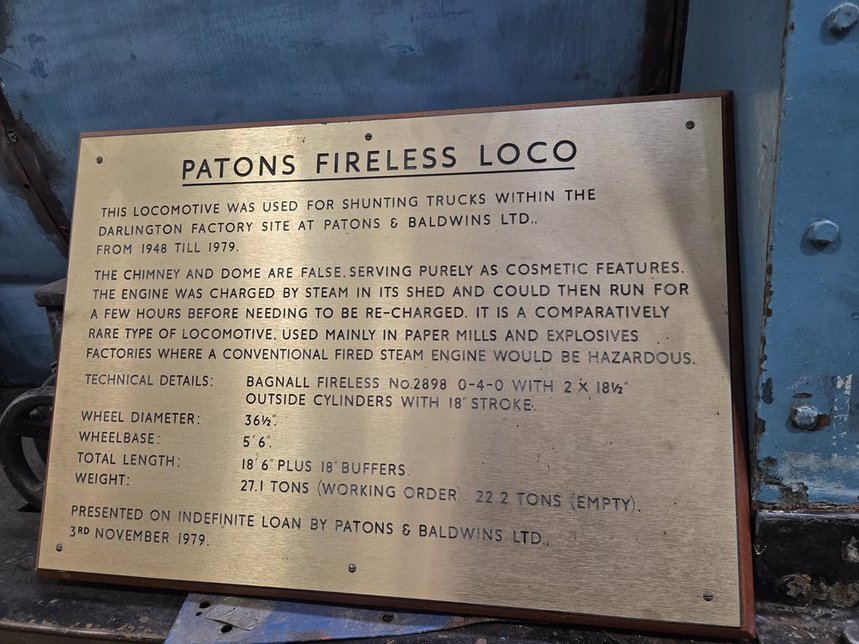 PATONS FIRELESS LOCO
THIS LOCOMOTIVE WAS USED FOR SHUNTING TRUCKS WITHIN THE
DARLINGTON FACTORY SITE AT PATONS & BALDWINS LTD.,
FROM 1948 TILL 1979.
THE CHIMNEY AND DOME ARE FALSE, SERVING PURELY AS COSMETIC FEATURES.
THE ENGINE WAS CHARGED BY STEAM IN ITS SHED AND COULD THEN RUN FOR
A FEW HOURS BEFORE NEEDING TO BE RE-CHARGED. IT IS A COMPARATIVELY
RARE TYPE OF LOCOMOTIVE, USED MAINLY IN PAPER MILLS AND EXPLOSIVES
FACTORIES WHERE A CONVENTIONAL FIRED STEAM ENGINE WOULD BE HAZARDOUS.
TECHNICAL DETAILS: BAGNALL FIRELESS No.2898 0-4-0 WITH 2 X 18½"
OUTSIDE CYLINDERS WITH 18" STROKE.
WHEEL DIAMETER: 36½".
WHEELBASE: 5' 6".
TOTAL LENGTH: 18' 6" PLUS 18" BUFFERS.
WEIGHT: 27.1 TONS (WORKING ORDER). 22.2 TONS (EMPTY).
PRESENTED ON INDEFINITE LOAN BY PATONS & BALDWINS LTD.,
3RD NOVEMBER 1979.